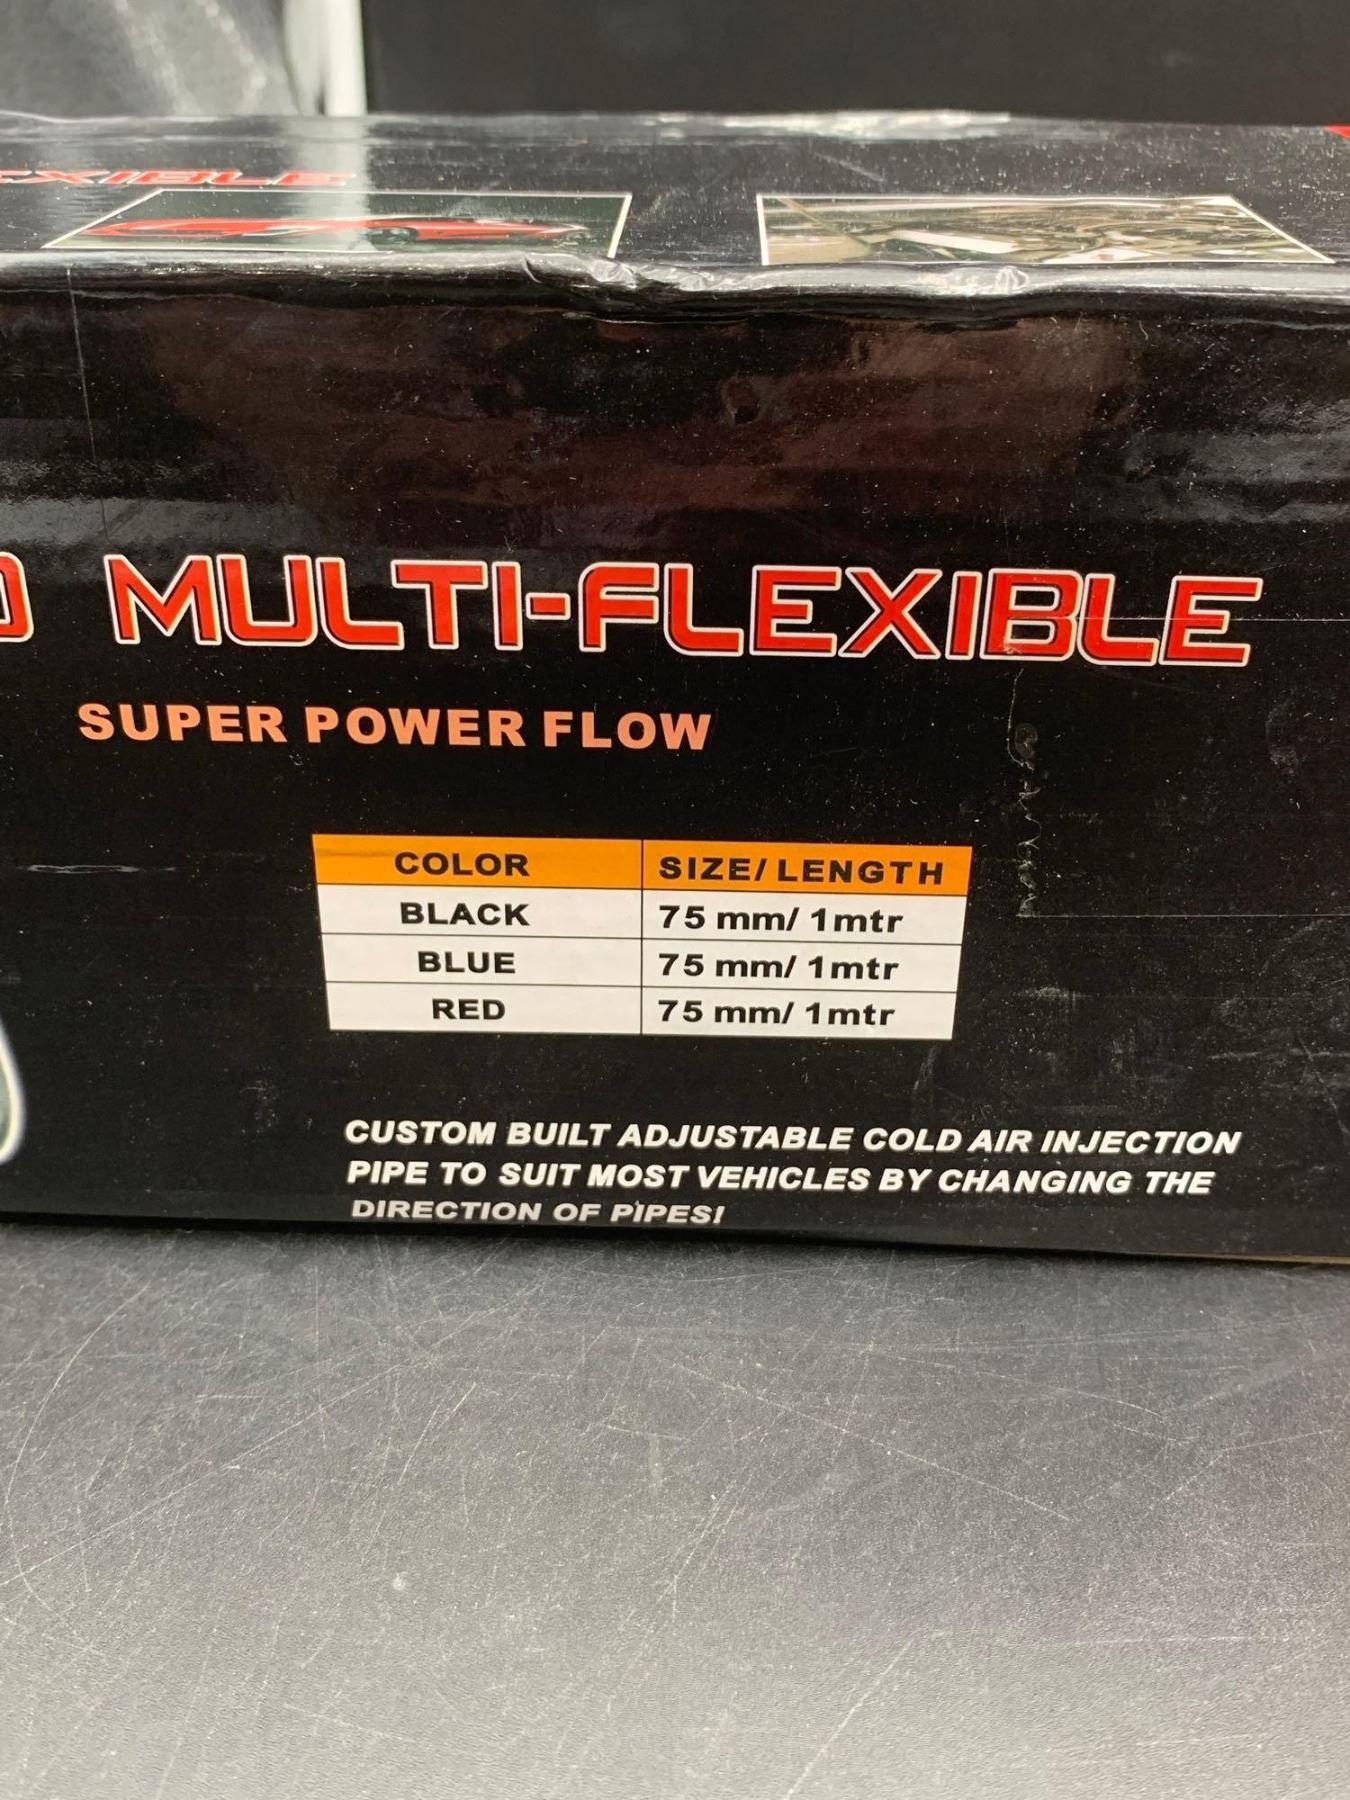 MULTI-FLEXIBLE
SUPER POWER FLOW
COLOR SIZE/LENGTH
BLACK 75 mm/ 1mtr
BLUE 75 mm/ 1mtr
RED 75 mm/ 1mtr
CUSTOM BUILT ADJUSTABLE COLD AIR INJECTION
PIPE TO SUIT MOST VEHICLES BY CHANGING THE
DIRECTION OF PIPES!